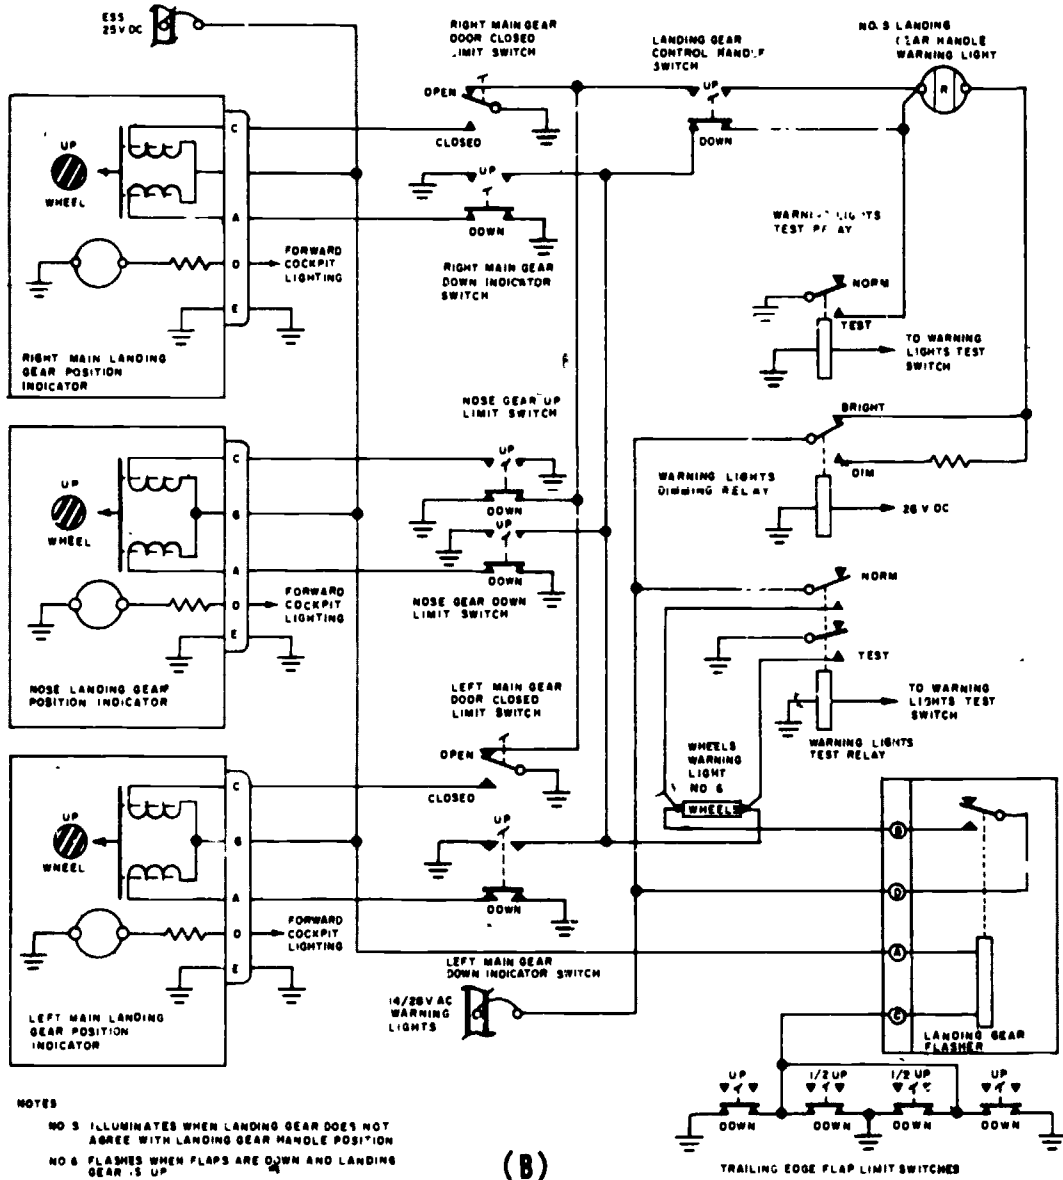 ESS
25 V DC
RIGHT MAIN GEAR
DOOR CLOSED
LIMIT SWITCH
LANDING GEAR
CONTROL HANDLE
SWITCH
NO. 5 LANDING
GEAR HANDLE
WARNING LIGHT
OPEN
CLOSED
UP
DOWN
R
UP
WHEEL
C
A
D
E
FORWARD
COCKPIT
LIGHTING
RIGHT MAIN LANDING
GEAR POSITION
INDICATOR
UP
DOWN
RIGHT MAIN GEAR
DOWN INDICATOR
SWITCH
WARNING LIGHTS
TEST RELAY
NORM
TEST
TO WARNING
LIGHTS TEST
SWITCH
NOSE GEAR UP
LIMIT SWITCH
UP
DOWN
UP
DOWN
NOSE GEAR DOWN
LIMIT SWITCH
BRIGHT
DIM
WARNING LIGHTS
DIMMING RELAY
26 V DC
UP
WHEEL
C
B
A
D
E
FORWARD
COCKPIT
LIGHTING
NOSE LANDING GEAR
POSITION INDICATOR
NORM
TEST
TO WARNING
LIGHTS TEST
SWITCH
WARNING LIGHTS
TEST RELAY
LEFT MAIN GEAR
DOOR CLOSED
LIMIT SWITCH
OPEN
CLOSED
WHEELS
WARNING
LIGHT
NO 6
WHEELS
UP
WHEEL
C
B
A
D
E
FORWARD
COCKPIT
LIGHTING
LEFT MAIN LANDING
GEAR POSITION
INDICATOR
UP
DOWN
LEFT MAIN GEAR
DOWN INDICATOR SWITCH
14/28V AC
WARNING
LIGHTS
B
D
A
C
LANDING GEAR
FLASHER
UP
1/2 UP
1/2 UP
UP
DOWN
DOWN
DOWN
DOWN
TRAILING EDGE FLAP LIMIT SWITCHES
NOTES
NO 5 ILLUMINATES WHEN LANDING GEAR DOES NOT
AGREE WITH LANDING GEAR HANDLE POSITION
NO 6 FLASHES WHEN FLAPS ARE DOWN AND LANDING
GEAR IS UP
(B)